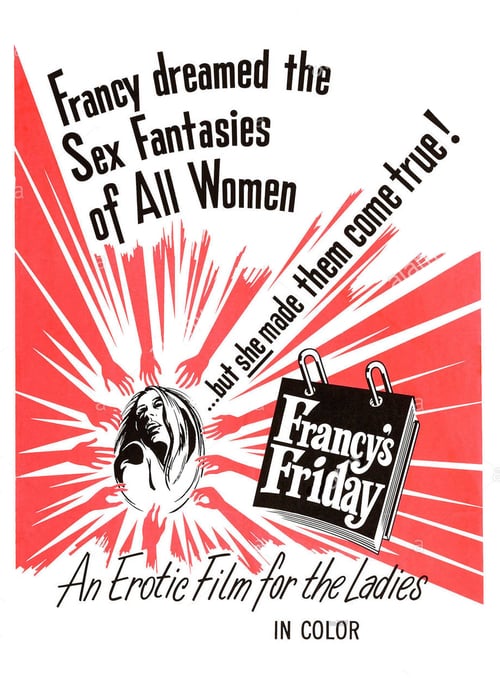 Francy dreamed the
Sex Fantasies
of All Women
...but she made them come true!
Francy's
Friday
An Erotic Film for the Ladies
IN COLOR